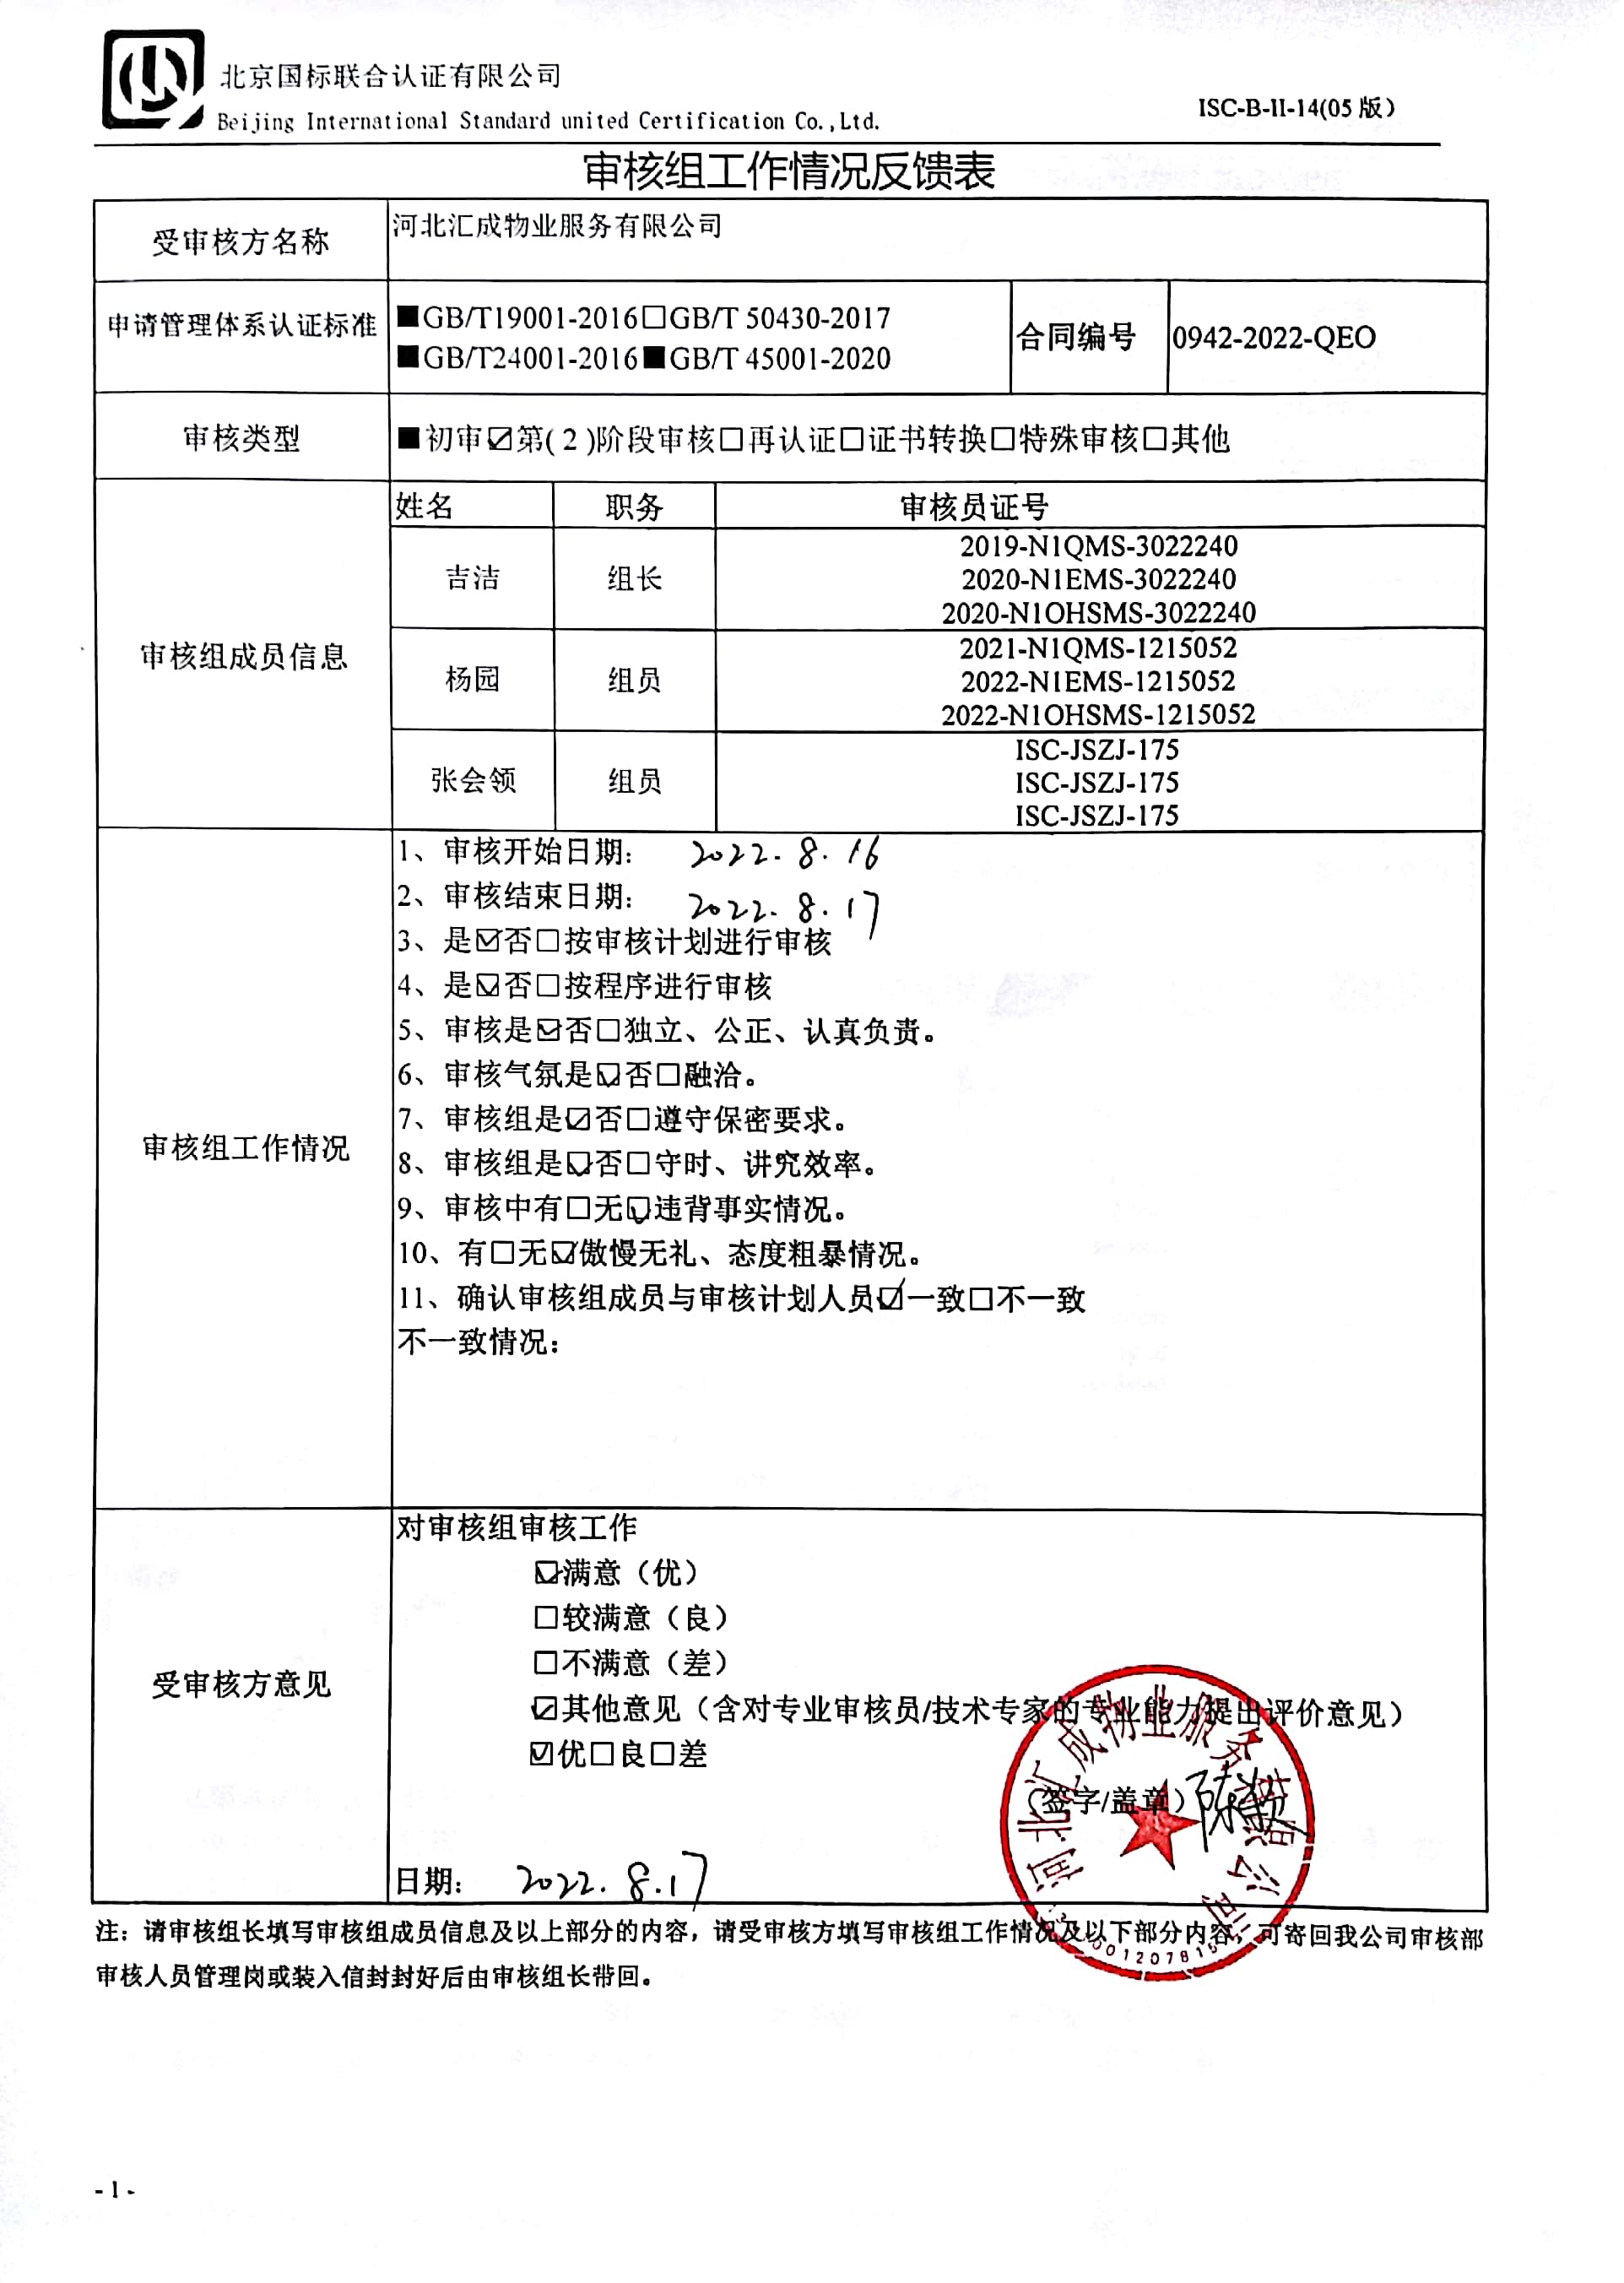 北京国标联合认证有限公司
Beijing International Standard united Certification Co.,Ltd.
ISC-B-II-14(05 版)
审核组工作情况反馈表
受审核方名称 河北汇成物业服务有限公司
申请管理体系认证标准 ■GB/T19001-2016□GB/T 50430-2017
■GB/T24001-2016■GB/T 45001-2020
合同编号 0942-2022-QEO
审核类型 ■初审☑第(2)阶段审核□再认证□证书转换□特殊审核□其他
审核组成员信息
姓名 职务 审核员证号
吉洁 组长 2019-N1QMS-3022240
2020-N1EMS-3022240
2020-N1OHSMS-3022240
杨园 组员 2021-N1QMS-1215052
2022-N1EMS-1215052
2022-N1OHSMS-1215052
张会领 组员 ISC-JSZJ-175
ISC-JSZJ-175
ISC-JSZJ-175
审核组工作情况
1、审核开始日期： 2022.8.16
2、审核结束日期： 2022.8.17
3、是☑否□按审核计划进行审核
4、是☑否□按程序进行审核
5、审核是☑否□独立、公正、认真负责。
6、审核气氛是☑否□融洽。
7、审核组是☑否□遵守保密要求。
8、审核组是☑否□守时、讲究效率。
9、审核中有□无☑违背事实情况。
10、有□无☑傲慢无礼、态度粗暴情况。
11、确认审核组成员与审核计划人员☑一致□不一致
不一致情况：
受审核方意见
对审核组审核工作
☑满意（优）
□较满意（良）
□不满意（差）
☑其他意见（含对专业审核员/技术专家的专业能力提出评价意见）
☑优□良□差
（签字/盖章）
河北汇成物业服务有限公司
日期： 2022.8.17
注：请审核组长填写审核组成员信息及以上部分的内容，请受审核方填写审核组工作情况及以下部分内容，可寄回我公司审核部
审核人员管理岗或装入信封封好后由审核组长带回。
- 1 -